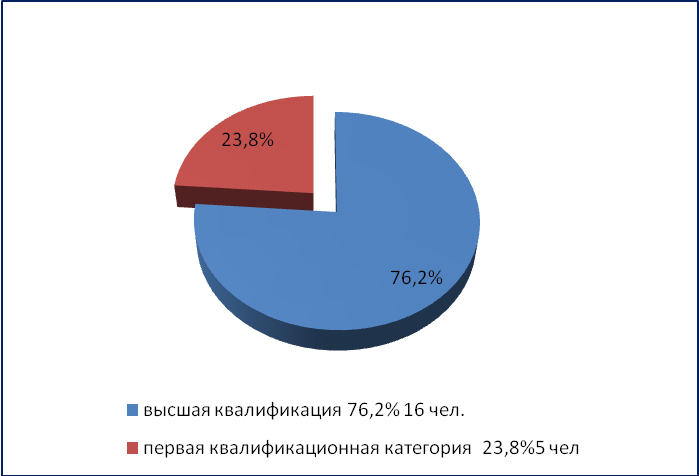 23,8%
76,2%
высшая квалификация 76,2% 16 чел.
первая квалификационная категория 23,8%5 чел